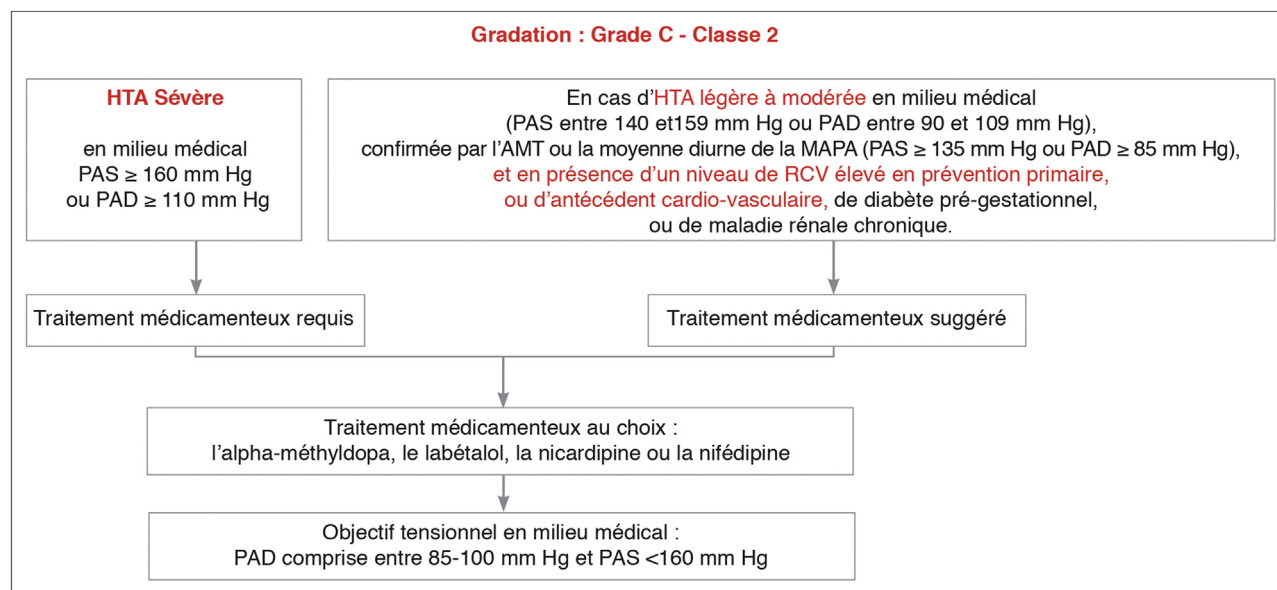 Gradation : Grade C - Classe 2
HTA Sévère
en milieu médical
PAS ≥ 160 mm Hg
ou PAD ≥ 110 mm Hg
En cas d’HTA légère à modérée en milieu médical
(PAS entre 140 et159 mm Hg ou PAD entre 90 et 109 mm Hg),
confirmée par l’AMT ou la moyenne diurne de la MAPA (PAS ≥ 135 mm Hg ou PAD ≥ 85 mm Hg),
et en présence d’un niveau de RCV élevé en prévention primaire,
ou d’antécédent cardio-vasculaire, de diabète pré-gestationnel,
ou de maladie rénale chronique.
Traitement médicamenteux requis
Traitement médicamenteux suggéré
Traitement médicamenteux au choix :
l’alpha-méthyldopa, le labétalol, la nicardipine ou la nifédipine
Objectif tensionnel en milieu médical :
PAD comprise entre 85-100 mm Hg et PAS <160 mm Hg